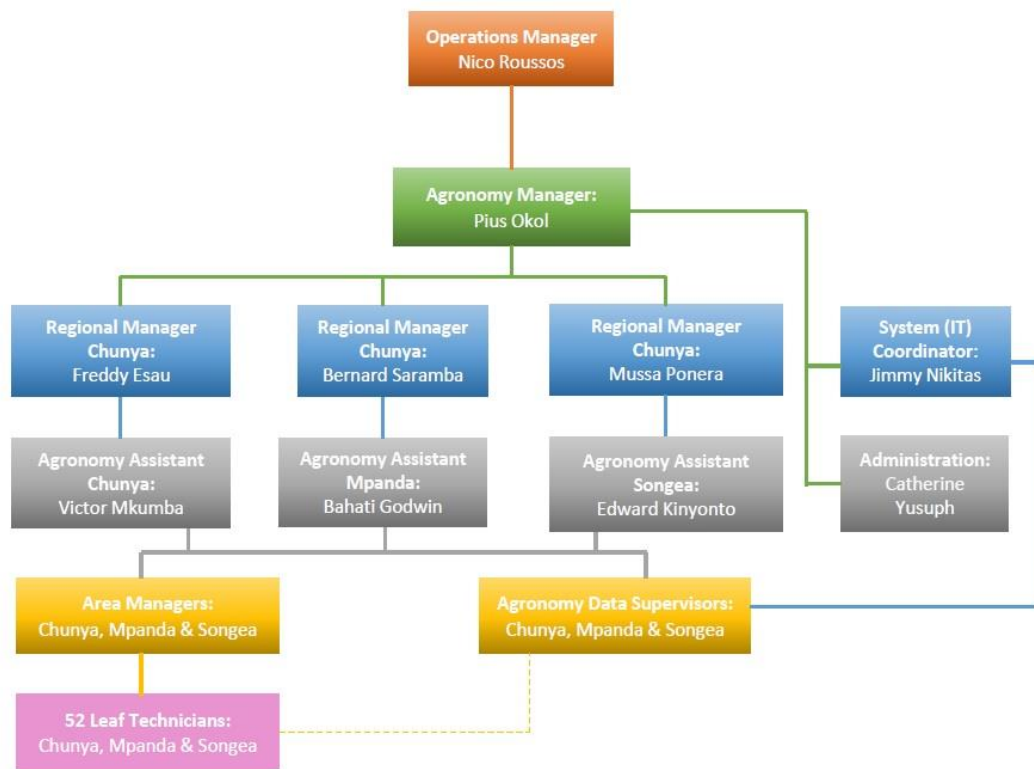 Operations Manager
Nico Roussos
Agronomy Manager:
Pius Okol
Regional Manager
Chunya:
Freddy Esau
Regional Manager
Chunya:
Bernard Saramba
Regional Manager
Chunya:
Mussa Ponera
System (IT)
Coordinator:
Jimmy Nikitas
Agronomy Assistant
Chunya:
Victor Mkumba
Agronomy Assistant
Mpanda:
Bahati Godwin
Agronomy Assistant
Songea:
Edward Kinyonto
Administration:
Catherine
Yusuph
Area Managers:
Chunya, Mpanda & Songea
Agronomy Data Supervisors:
Chunya, Mpanda & Songea
52 Leaf Technicians:
Chunya, Mpanda & Songea